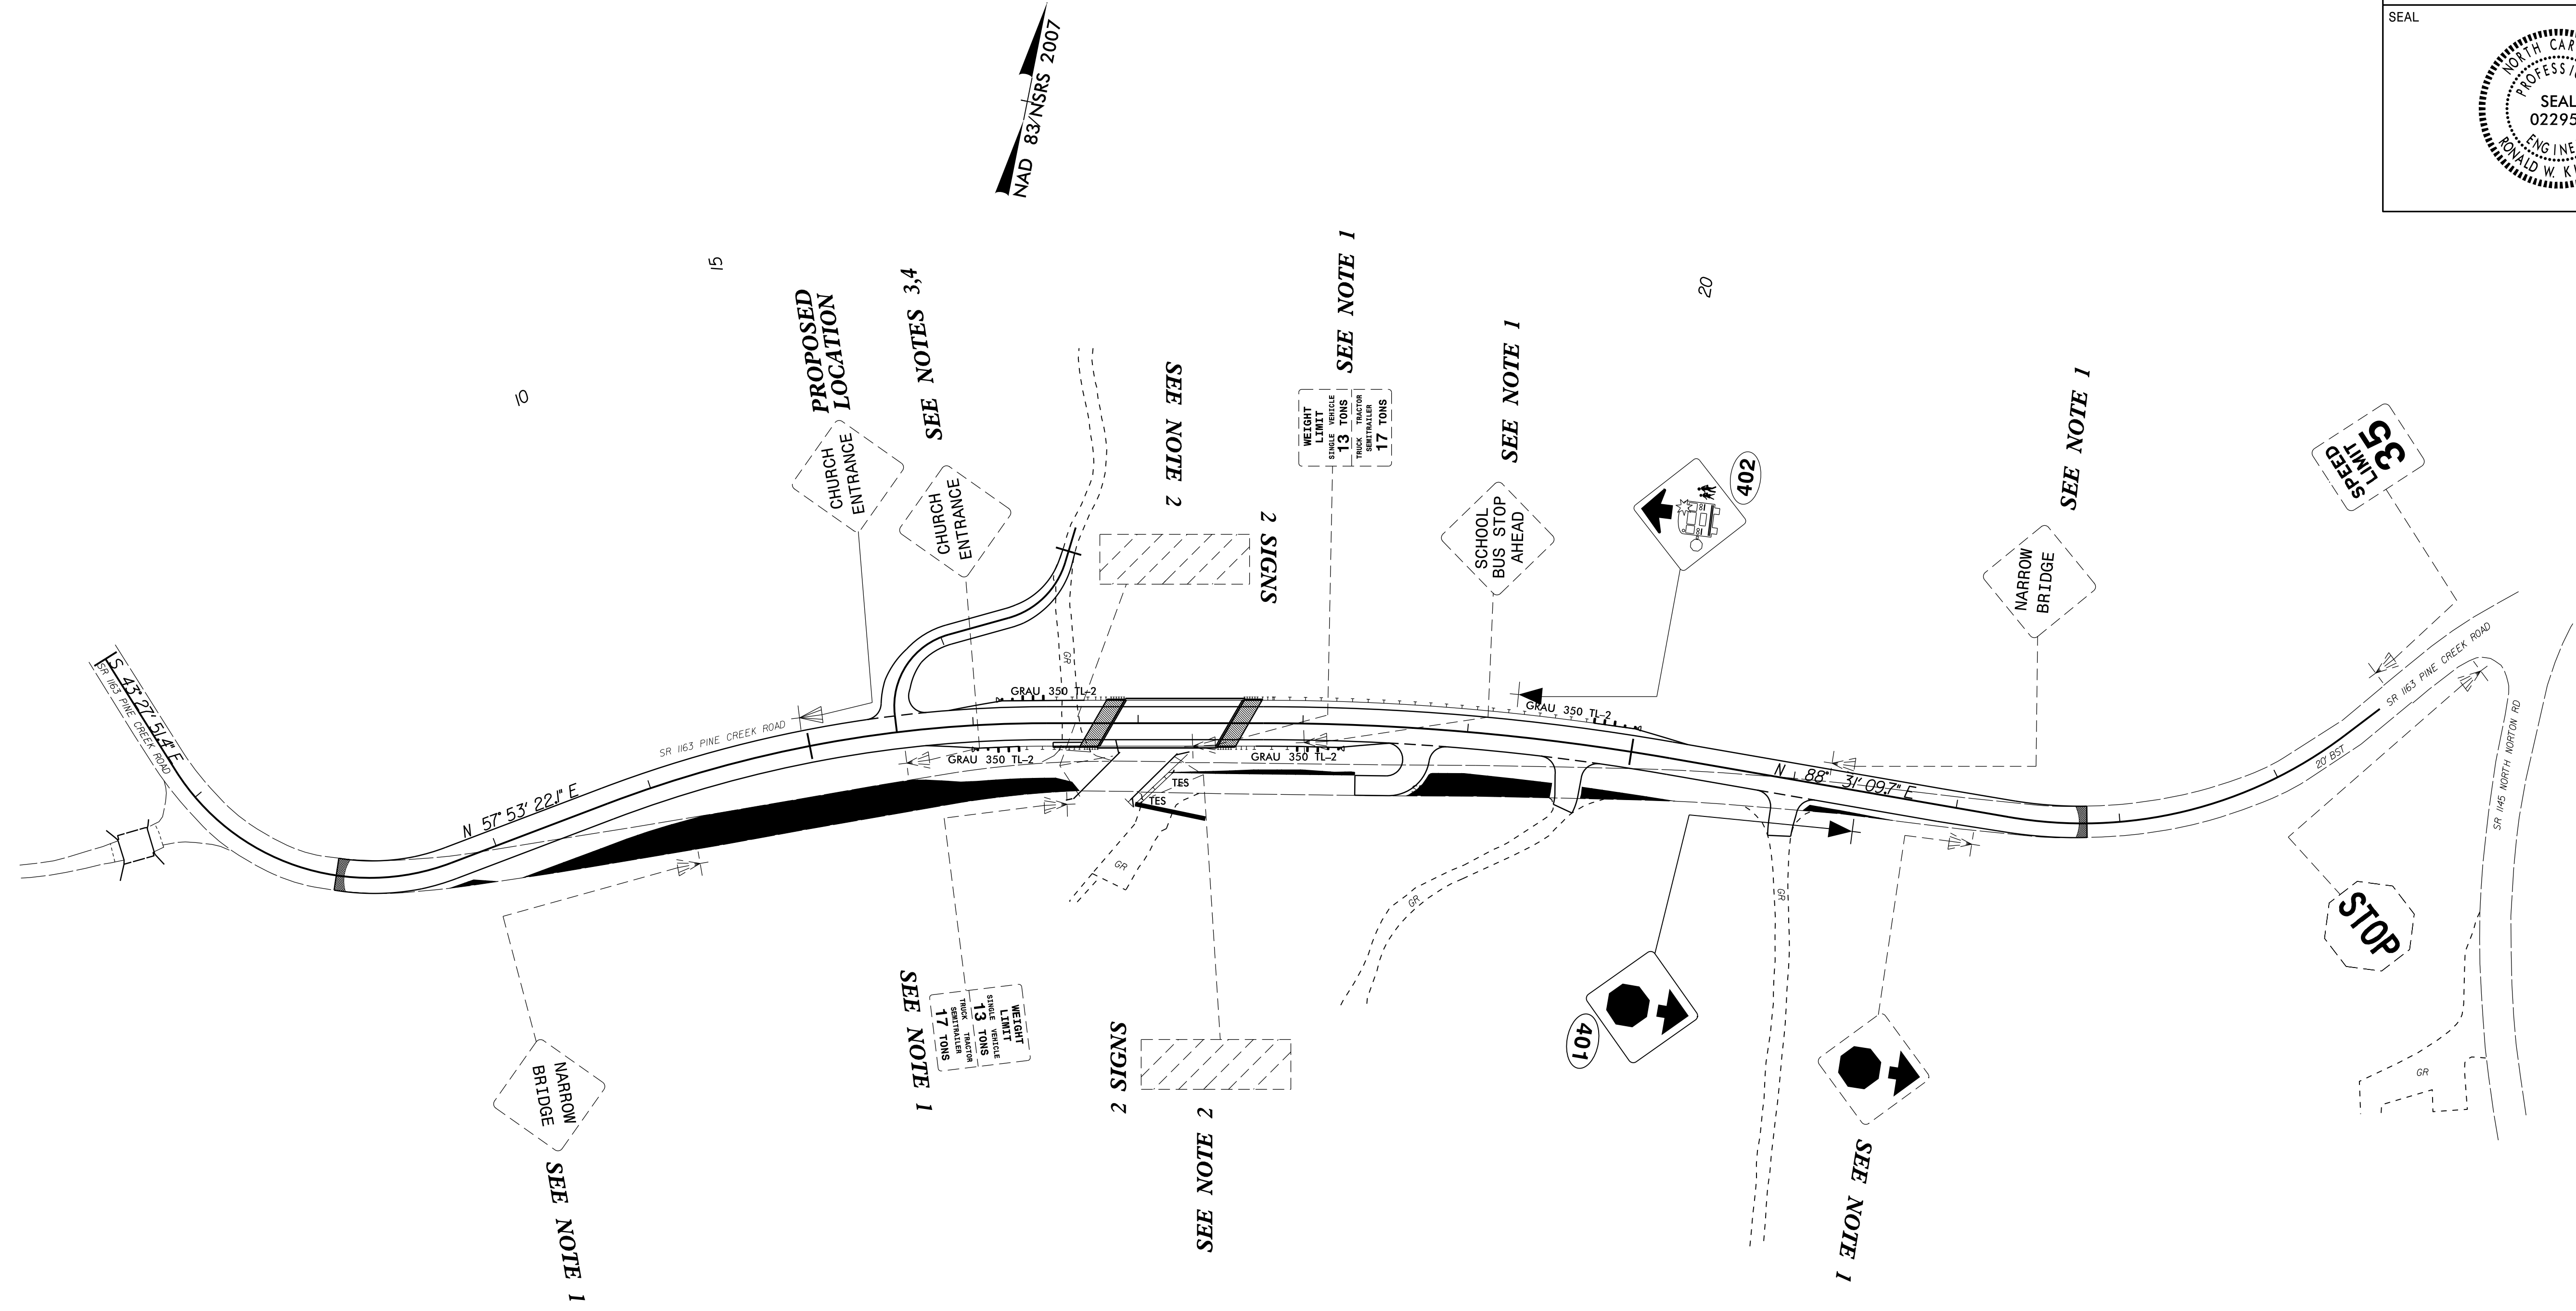 SEAL
NORTH CAR
PROFESSI
SEAL
02295
ENGINE
RONALD W. K
NAD 83/NSRS 2007
10
15
20
PROPOSED
LOCATION
CHURCH
ENTRANCE
SEE NOTES 3,4
CHURCH
ENTRANCE
SEE NOTE 2
2 SIGNS
SEE NOTE 1
WEIGHT
LIMIT
SINGLE VEHICLE
13 TONS
TRUCK TRACTOR
SEMITRAILER
17 TONS
SEE NOTE 1
SCHOOL
BUS STOP
AHEAD
402
SEE NOTE 1
NARROW
BRIDGE
SPEED
LIMIT
35
S 43° 27' 51.4" E
SR 1163 PINE CREEK ROAD
N 57° 53' 22.1" E
SR 1163 PINE CREEK ROAD
GR
GRAU 350 TL-2
GRAU 350 TL-2
GRAU 350 TL-2
GRAU 350 TL-2
TES
TES
GR
GR
GR
N 88° 31' 09.7" E
SR 1163 PINE CREEK ROAD
20' BST
SR 1145 NORTH NORTON RD
GR
STOP
NARROW
BRIDGE
SEE NOTE 1
SEE NOTE 1
WEIGHT
LIMIT
SINGLE VEHICLE
13 TONS
TRUCK TRACTOR
SEMITRAILER
17 TONS
2 SIGNS
SEE NOTE 2
401
SEE NOTE 1